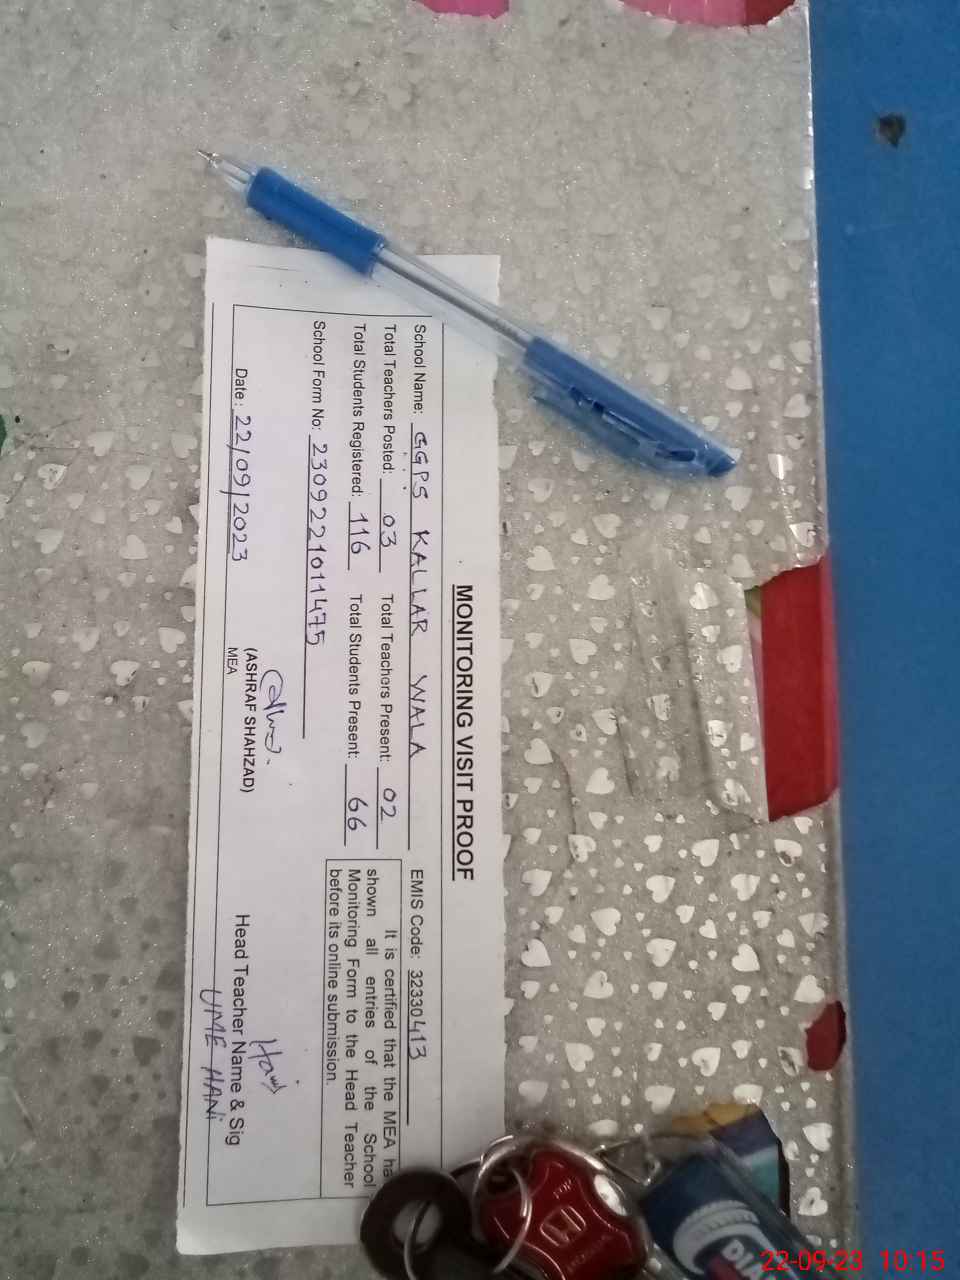 MONITORING VISIT PROOF
School Name: GGPS KALLAR WALA EMIS Code: 32330413
Total Teachers Posted: 03 Total Teachers Present: 02
Total Students Registered: 116 Total Students Present: 66
School Form No: 2309221011475
It is certified that the MEA ha
shown all entries of the School
Monitoring Form to the Head Teacher
before its online submission.
Date: 22/09/2023
(ASHRAF SHAHZAD)
MEA
Head Teacher Name & Sig
UME HANI
22-09-23 10:15